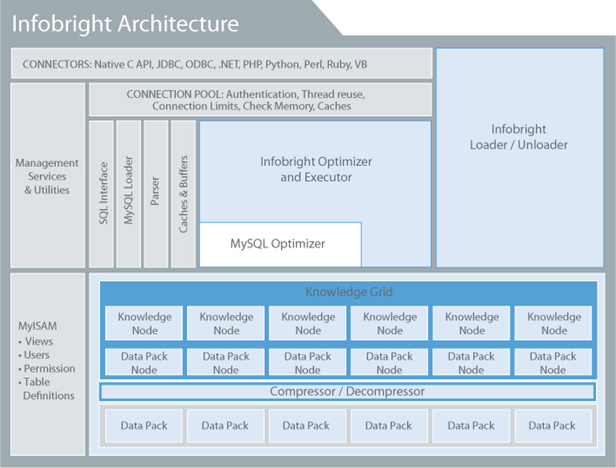 Infobright Architecture
CONNECTORS: Native C API, JDBC, ODBC, .NET, PHP, Python, Perl, Ruby, VB
Infobright
Loader / Unloader
Management
Services
& Utilities
CONNECTION POOL: Authentication, Thread reuse,
Connection Limits, Check Memory, Caches
SQL Interface
MySQL Loader
Parser
Caches & Buffers
Infobright Optimizer
and Executor
MySQL Optimizer
MyISAM
• Views
• Users
• Permission
• Table
Definitions
Knowledge Grid
Knowledge
Node
Knowledge
Node
Knowledge
Node
Knowledge
Node
Knowledge
Node
Knowledge
Node
Data Pack
Node
Data Pack
Node
Data Pack
Node
Data Pack
Node
Data Pack
Node
Data Pack
Node
Compressor / Decompressor
Data Pack
Data Pack
Data Pack
Data Pack
Data Pack
Data Pack